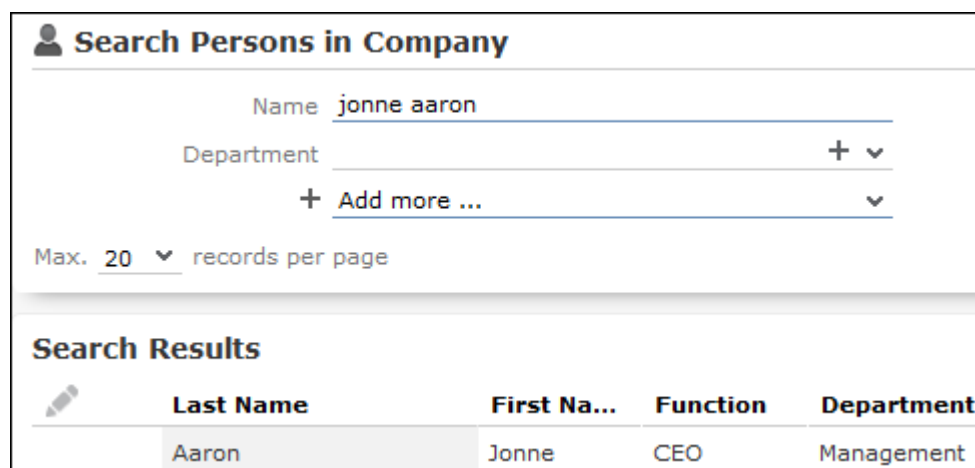 Search Persons in Company
Name jonne aaron
Department
Add more ...
Max. 20 records per page
Search Results
Last Name First Na... Function Department
Aaron Jonne CEO Management